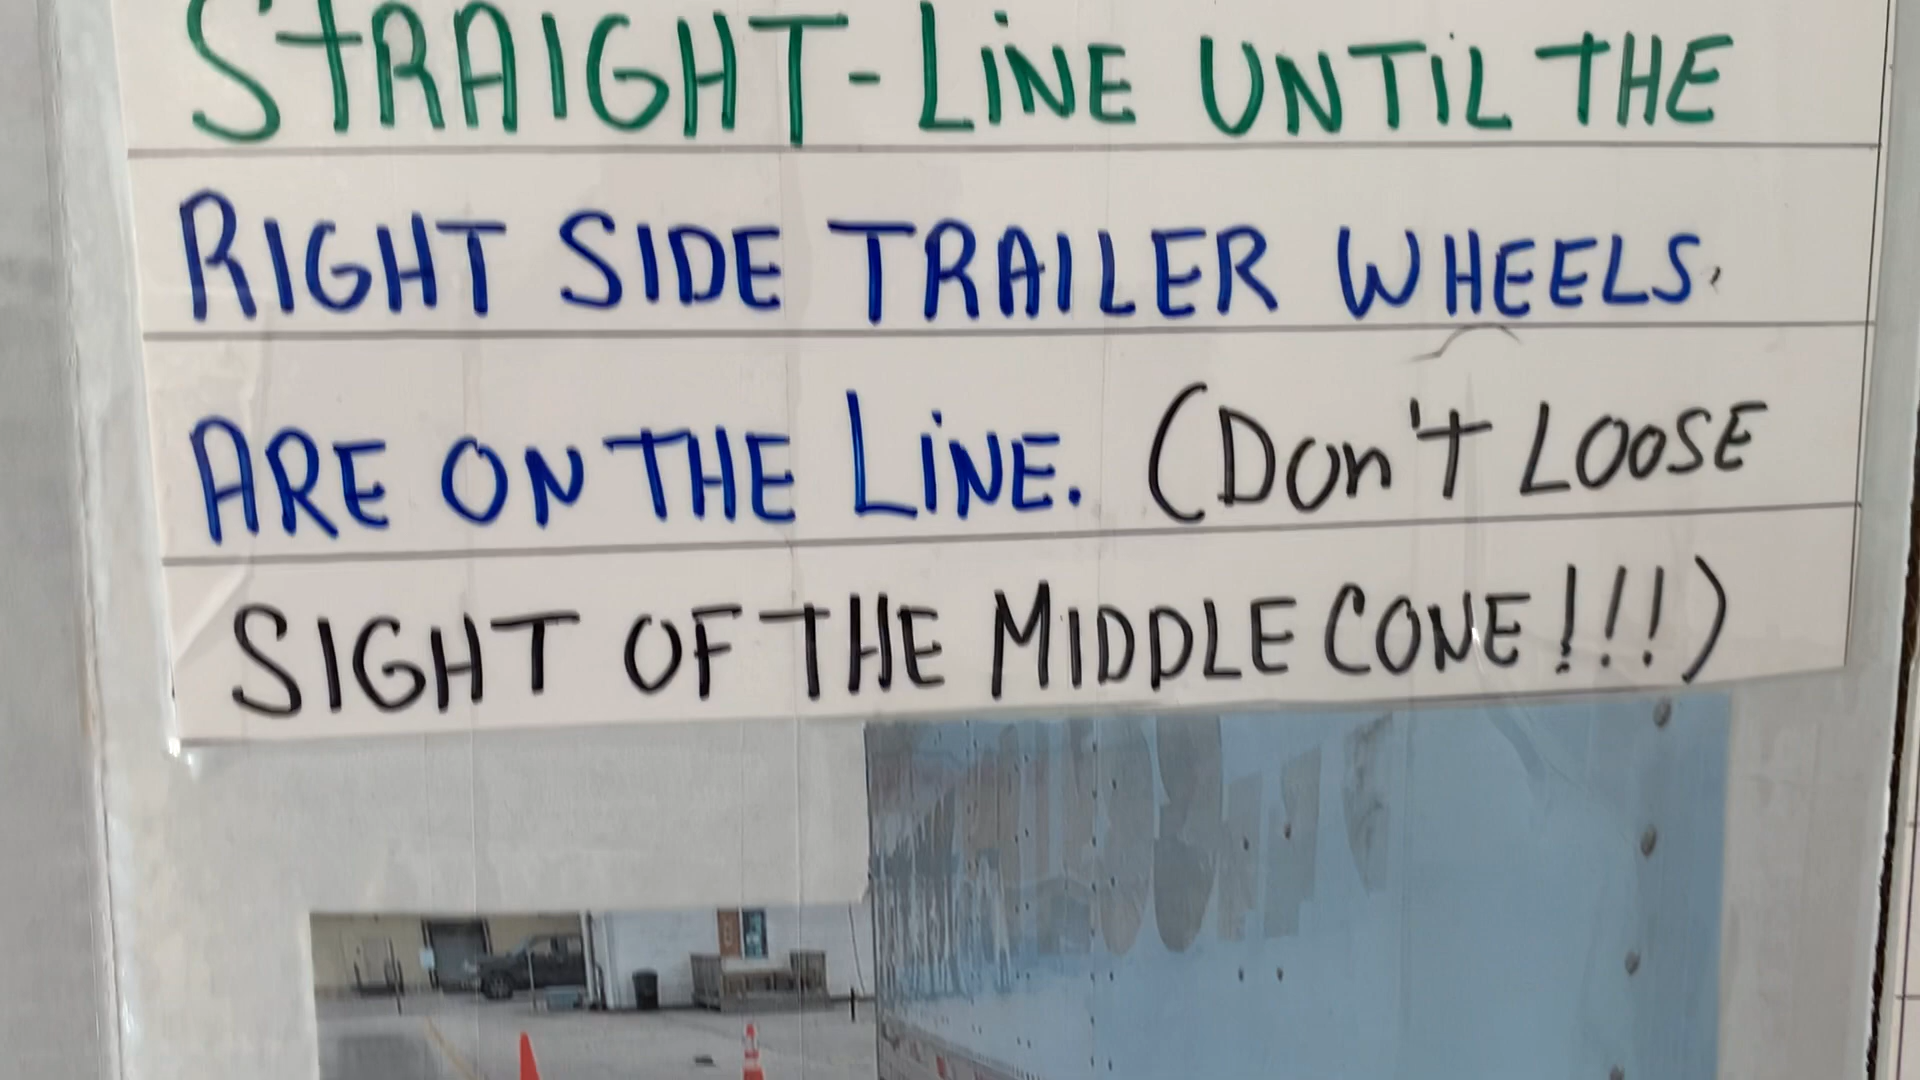 STRAIGHT-LINE UNTIL THE
RIGHT SIDE TRAILER WHEELS.
ARE ON THE LINE. (DON'T LOOSE
SIGHT OF THE MIDDLE CONE!!!)